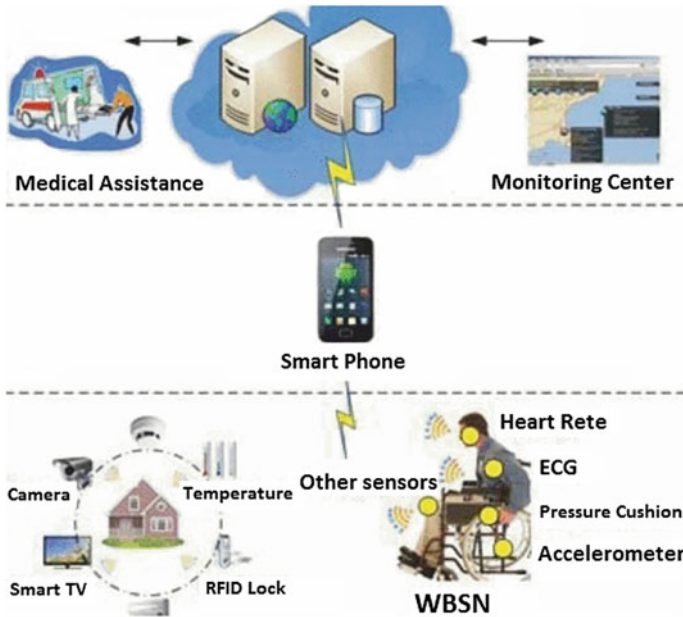 Medical Assistance
Monitoring Center
Smart Phone
Heart Rete
ECG
Other sensors
Camera
Temperature
Pressure Cushion
Accelerometer
Smart TV
RFID Lock
WBSN